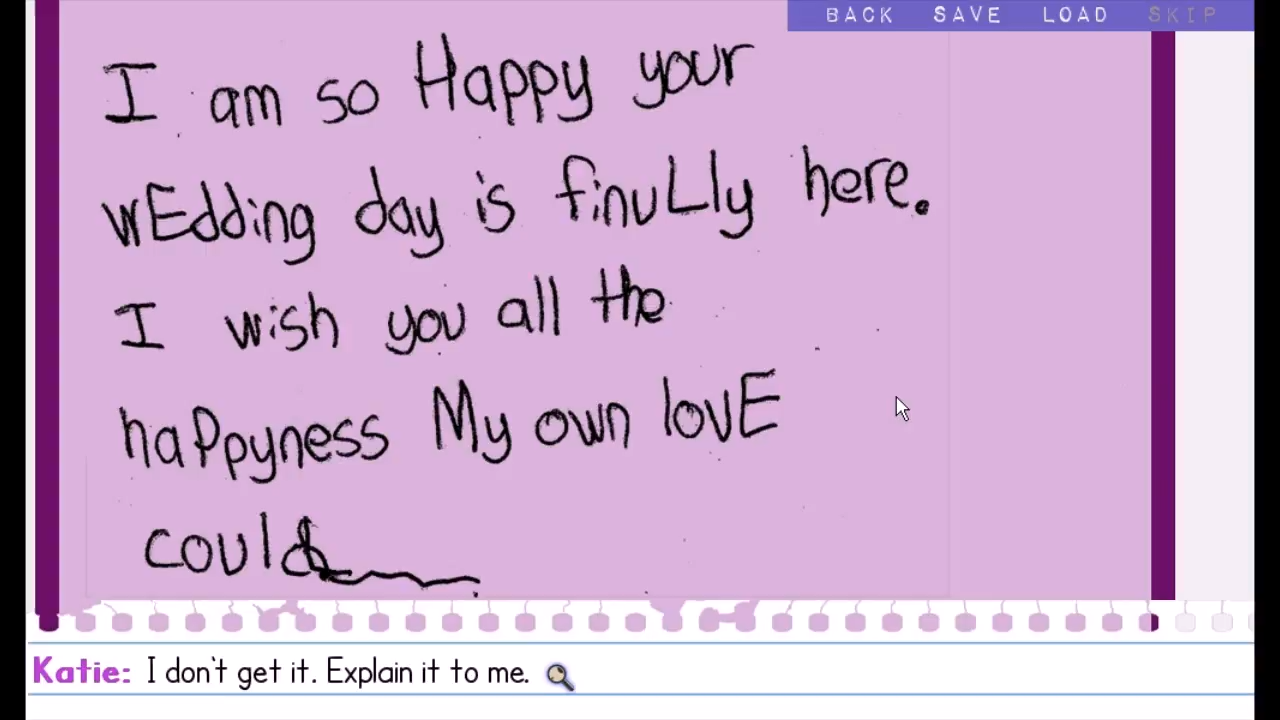 BACK SAVE LOAD SKIP
I am so Happy your
wEdding day is finuLly here.
I wish you all the
haPpyness My own lovE
could
Katie: I don't get it. Explain it to me.